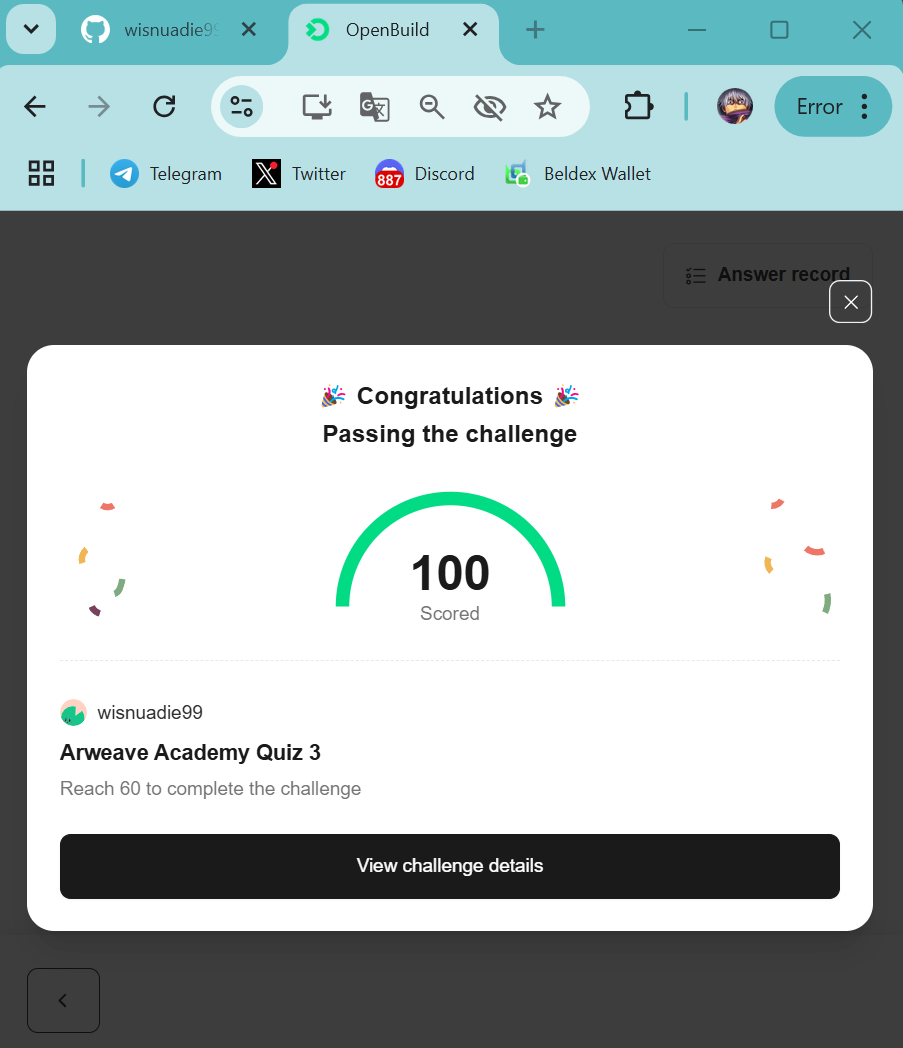 wisnuadie99
OpenBuild
Error
Telegram
Twitter
887
Discord
Beldex Wallet
Answer record
Congratulations
Passing the challenge
100
Scored
wisnuadie99
Arweave Academy Quiz 3
Reach 60 to complete the challenge
View challenge details